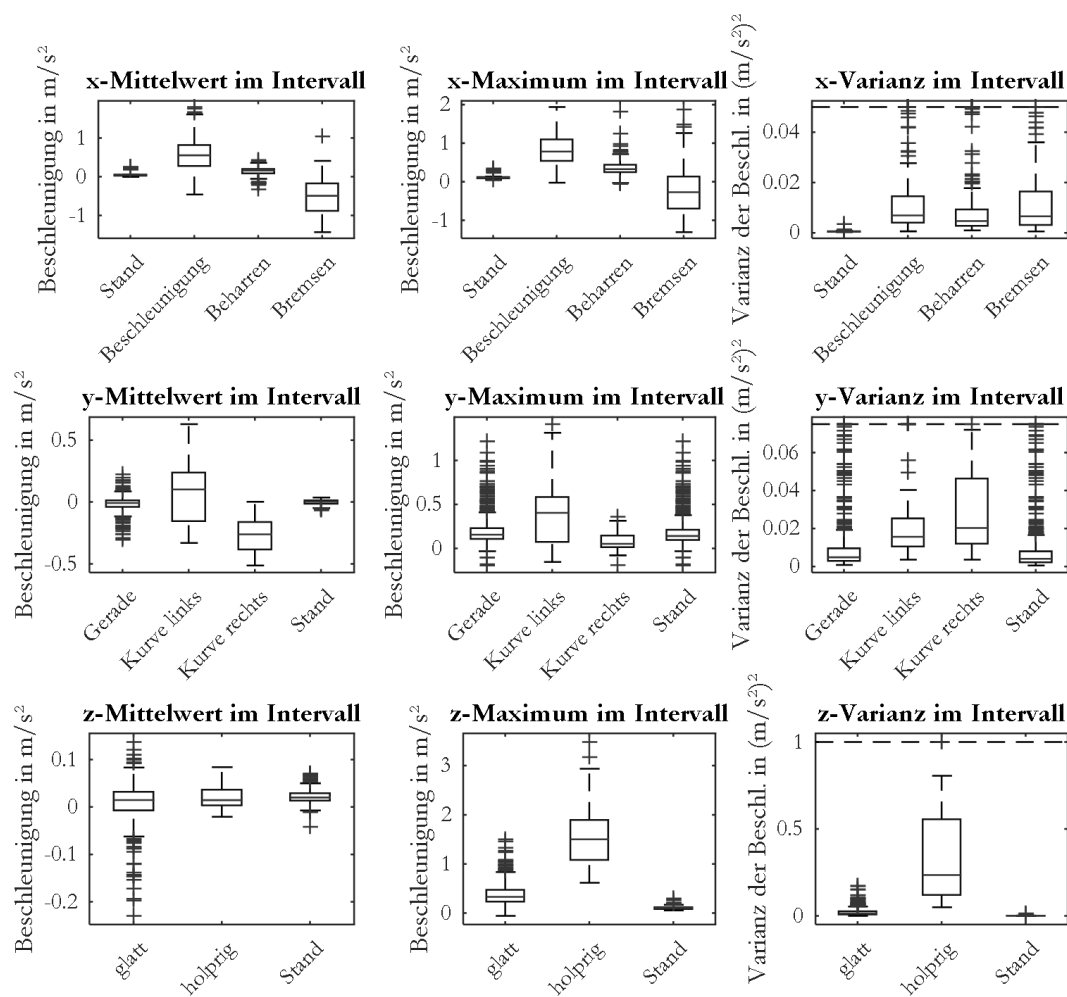 x-Mittelwert im Intervall
Beschleunigung in m/s²
1
0
-1
Stand
Beschleunigung
Beharren
Bremsen
x-Maximum im Intervall
Beschleunigung in m/s²
2
1
0
-1
Stand
Beschleunigung
Beharren
Bremsen
x-Varianz im Intervall
Varianz der Beschl. in (m/s²)²
0.04
0.02
0
Stand
Beschleunigung
Beharren
Bremsen
y-Mittelwert im Intervall
Beschleunigung in m/s²
0.5
0
-0.5
Gerade
Kurve links
Kurve rechts
Stand
y-Maximum im Intervall
Beschleunigung in m/s²
1
0.5
0
Gerade
Kurve links
Kurve rechts
Stand
y-Varianz im Intervall
Varianz der Beschl. in (m/s²)²
0.06
0.04
0.02
0
Gerade
Kurve links
Kurve rechts
Stand
z-Mittelwert im Intervall
Beschleunigung in m/s²
0.1
0
-0.1
-0.2
glatt
holprig
Stand
z-Maximum im Intervall
Beschleunigung in m/s²
3
2
1
0
glatt
holprig
Stand
z-Varianz im Intervall
Varianz der Beschl. in (m/s²)²
1
0.5
0
glatt
holprig
Stand